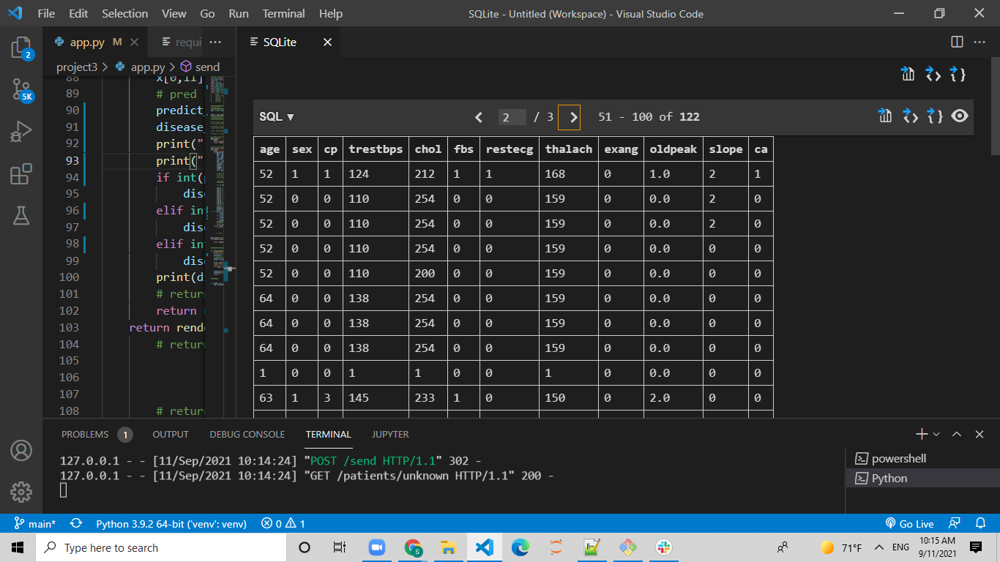 File Edit Selection View Go Run Terminal Help SQLite - Untitled (Workspace) - Visual Studio Code
app.py M requi ··· SQLite
2
project3 > app.py > send
5K
88 x[0,11]
89 # pred
90 predict_
91 disease_
92 print("
93 print("
94 if int(
95 dise
96 elif int
97 dise
98 elif int
99 dise
100 print(d
101 # return
102 return
103 return rend
104 # return
105
106
107
108 # return
SQL ▼ 2 / 3 51 - 100 of 122
age sex cp trestbps chol fbs restecg thalach exang oldpeak slope ca
52 1 1 124 212 1 1 168 0 1.0 2 1
52 0 0 110 254 0 0 159 0 0.0 2 0
52 0 0 110 254 0 0 159 0 0.0 2 0
52 0 0 110 254 0 0 159 0 0.0 0 0
52 0 0 110 200 0 0 159 0 0.0 0 0
64 0 0 138 254 0 0 159 0 0.0 0 0
64 0 0 138 254 0 0 159 0 0.0 0 0
64 0 0 138 254 0 0 159 0 0.0 0 0
1 0 0 1 1 0 0 1 0 0.0 0 0
63 1 3 145 233 1 0 150 0 2.0 0 0
PROBLEMS 1 OUTPUT DEBUG CONSOLE TERMINAL JUPYTER
127.0.0.1 - - [11/Sep/2021 10:14:24] "POST /send HTTP/1.1" 302 -
127.0.0.1 - - [11/Sep/2021 10:14:24] "GET /patients/unknown HTTP/1.1" 200 -
powershell
Python
main* Python 3.9.2 64-bit ('venv': venv) 0 1 Go Live
Type here to search 71°F ENG 10:15 AM
9/11/2021